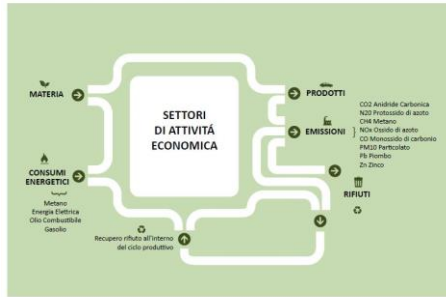 MATERIA
SETTORI
DI ATTIVITÁ
ECONOMICA
PRODOTTI
EMISSIONI
CO2 Anidride Carbonica
N20 Protossido di azoto
CH4 Metano
NOx Ossido di azoto
CO Monossido di carbonio
PM10 Particolato
Pb Piombo
Zn Zinco
CONSUMI
ENERGETICI
Metano
Energia Elettrica
Olio Combustibile
Gasolio
RIFIUTI
Recupero rifiuto all'interno
del ciclo produttivo